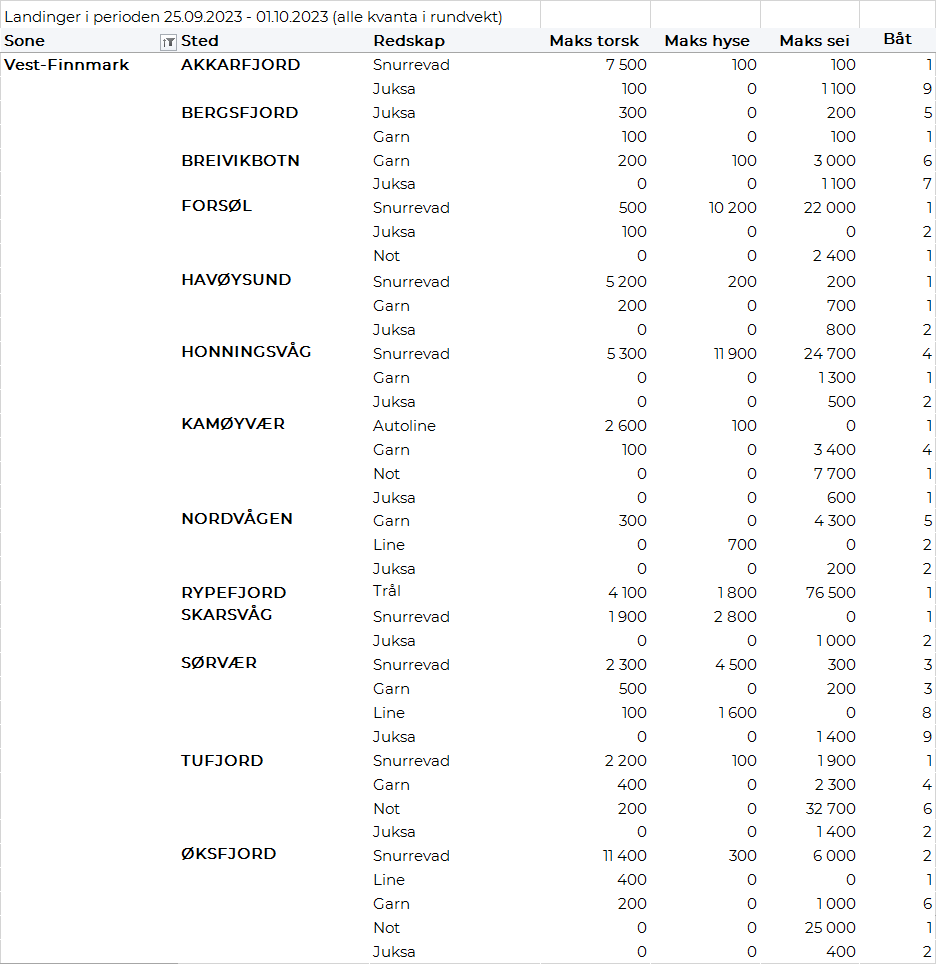 Landinger i perioden 25.09.2023 - 01.10.2023 (alle kvanta i rundvekt)
Sone Sted Redskap Maks torsk Maks hyse Maks sei Båt
Vest-Finnmark AKKARFJORD Snurrevad 7 500 100 100 1
Juksa 100 0 1 100 9
BERGSFJORD Juksa 300 0 200 5
Garn 100 0 100 1
BREIVIKBOTN Garn 200 100 3 000 6
Juksa 0 0 1 100 7
FORSØL Snurrevad 500 10 200 22 000 1
Juksa 100 0 0 2
Not 0 0 2 400 1
HAVØYSUND Snurrevad 5 200 200 200 1
Garn 200 0 700 1
Juksa 0 0 800 2
HONNINGSVÅG Snurrevad 5 300 11 900 24 700 4
Garn 0 0 1 300 1
Juksa 0 0 500 2
KAMØYVÆR Autoline 2 600 100 0 1
Garn 100 0 3 400 4
Not 0 0 7 700 1
Juksa 0 0 600 1
NORDVÅGEN Garn 300 0 4 300 5
Line 0 700 0 2
Juksa 0 0 200 2
RYPEFJORD Trål 4 100 1 800 76 500 1
SKARSVÅG Snurrevad 1 900 2 800 0 1
Juksa 0 0 1 000 2
SØRVÆR Snurrevad 2 300 4 500 300 3
Garn 500 0 200 3
Line 100 1 600 0 8
Juksa 0 0 1 400 9
TUFJORD Snurrevad 2 200 100 1 900 1
Garn 400 0 2 300 4
Not 200 0 32 700 6
Juksa 0 0 1 400 2
ØKSFJORD Snurrevad 11 400 300 6 000 2
Line 400 0 0 1
Garn 200 0 1 000 6
Not 0 0 25 000 1
Juksa 0 0 400 2